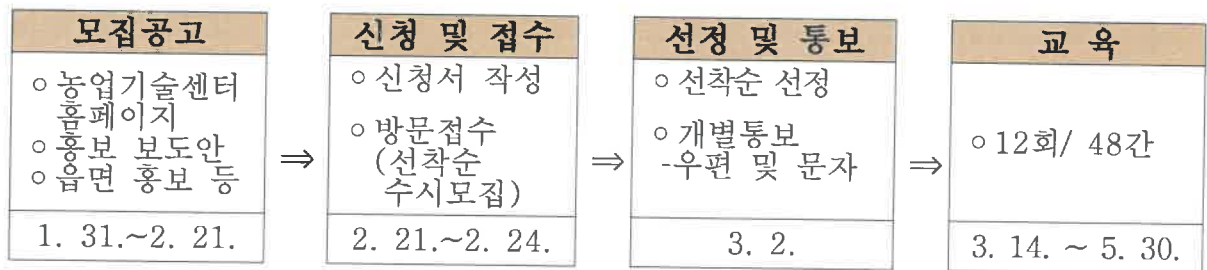 모집공고
○ 농업기술센터
홈페이지
○ 홍보 보도안
○ 읍면 홍보 등
1. 31.~2. 21.
⇒
신청 및 접수
○ 신청서 작성
○ 방문접수
(선착순
수시모집)
2. 21.~2. 24.
⇒
선정 및 통보
○ 선착순 선정
○ 개별통보
-우편 및 문자
3. 2.
⇒
교 육
○ 12회/ 48간
3. 14. ~ 5. 30.